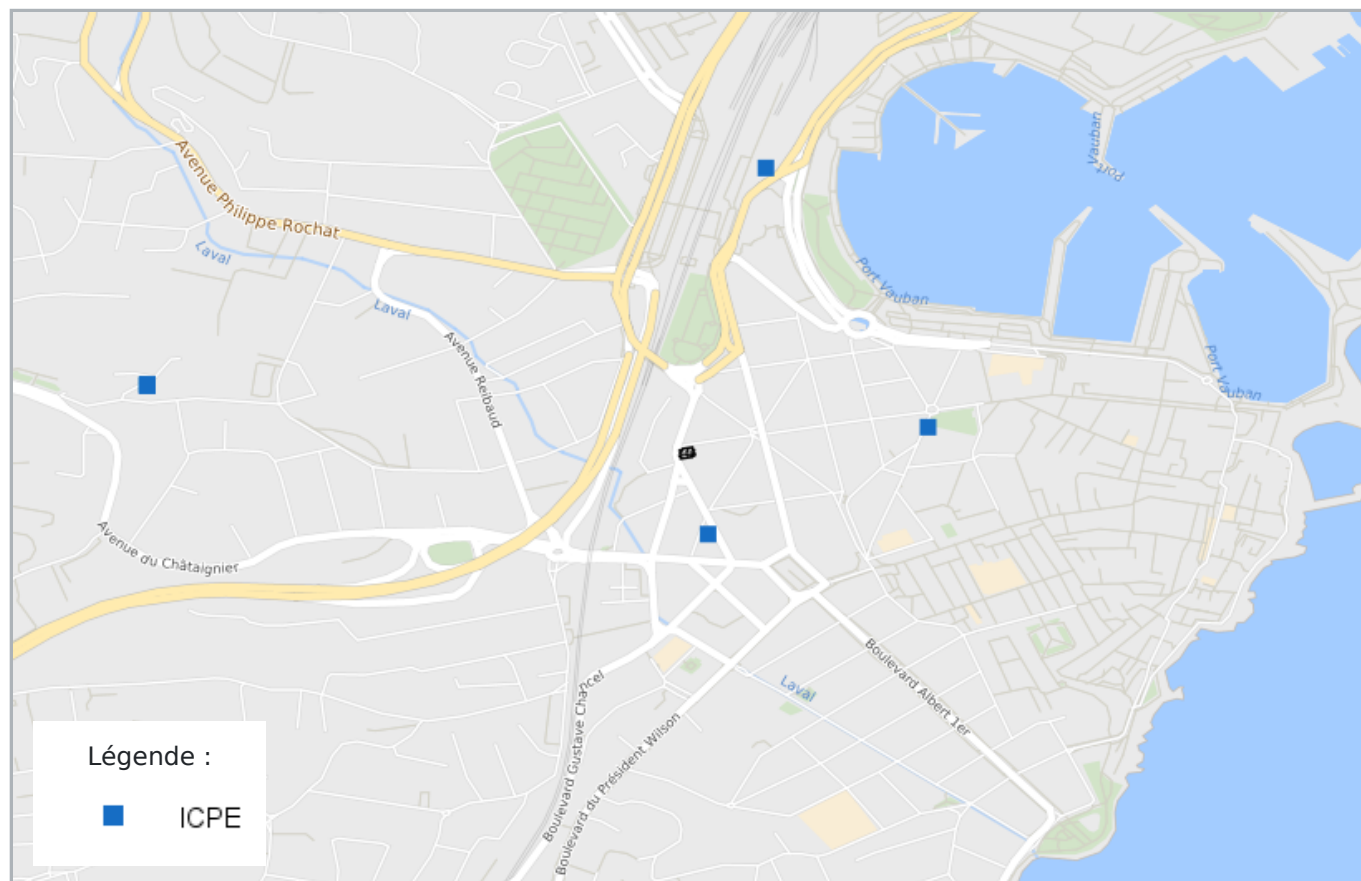 Port
Vauban
Avenue Philippe Rochat
Laval
Port Vauban
Laval
Avenue Reibaud
Port Vauban
Avenue du Châtaignier
Boulevard Albert 1er
Laval
Boulevard Gustave Chancel
Boulevard du Président Wilson
Légende :
ICPE